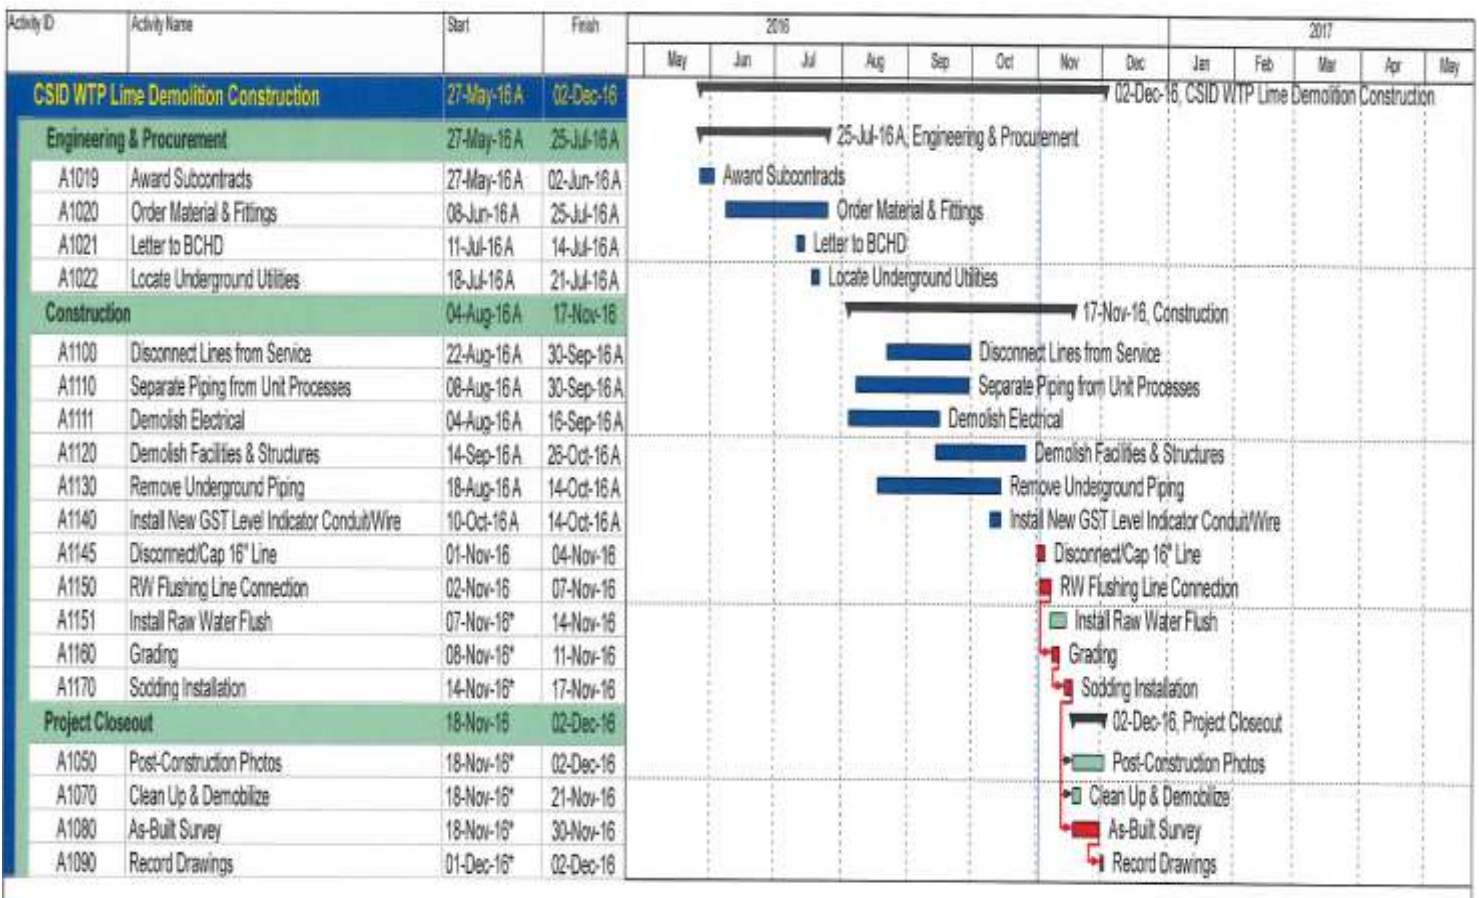 Activity ID Activity Name Start Finish 2016 2017
May Jun Jul Aug Sep Oct Nov Dec Jan Feb Mar Apr May
CSID WTP Lime Demolition Construction 27-May-16 A 02-Dec-16 02-Dec-16, CSID WTP Lime Demolition Construction
Engineering & Procurement 27-May-16 A 25-Jul-16 A 25-Jul-16 A, Engineering & Procurement
A1019 Award Subcontracts 27-May-16 A 02-Jun-16 A Award Subcontracts
A1020 Order Material & Fittings 08-Jun-16 A 25-Jul-16 A Order Material & Fittings
A1021 Letter to BCHD 11-Jul-16 A 14-Jul-16 A Letter to BCHD
A1022 Locate Underground Utilities 18-Jul-16 A 21-Jul-16 A Locate Underground Utilities
Construction 04-Aug-16 A 17-Nov-16 17-Nov-16, Construction
A1100 Disconnect Lines from Service 22-Aug-16 A 30-Sep-16 A Disconnect Lines from Service
A1110 Separate Piping from Unit Processes 08-Aug-16 A 30-Sep-16 A Separate Piping from Unit Processes
A1111 Demolish Electrical 04-Aug-16 A 16-Sep-16 A Demolish Electrical
A1120 Demolish Facilities & Structures 14-Sep-16 A 26-Oct-16 A Demolish Facilities & Structures
A1130 Remove Underground Piping 18-Aug-16 A 14-Oct-16 A Remove Underground Piping
A1140 Install New GST Level Indicator Conduit/Wire 10-Oct-16 A 14-Oct-16 A Install New GST Level Indicator Conduit/Wire
A1145 Disconnect/Cap 16" Line 01-Nov-16 04-Nov-16 Disconnect/Cap 16" Line
A1150 RW Flushing Line Connection 02-Nov-16 07-Nov-16 RW Flushing Line Connection
A1151 Install Raw Water Flush 07-Nov-16* 14-Nov-16 Install Raw Water Flush
A1160 Grading 08-Nov-16* 11-Nov-16 Grading
A1170 Sodding Installation 14-Nov-16* 17-Nov-16 Sodding Installation
Project Closeout 18-Nov-16 02-Dec-16 02-Dec-16, Project Closeout
A1050 Post-Construction Photos 18-Nov-16* 02-Dec-16 Post-Construction Photos
A1070 Clean Up & Demobilize 18-Nov-16* 21-Nov-16 Clean Up & Demobilize
A1080 As-Built Survey 18-Nov-16* 30-Nov-16 As-Built Survey
A1090 Record Drawings 01-Dec-16* 02-Dec-16 Record Drawings